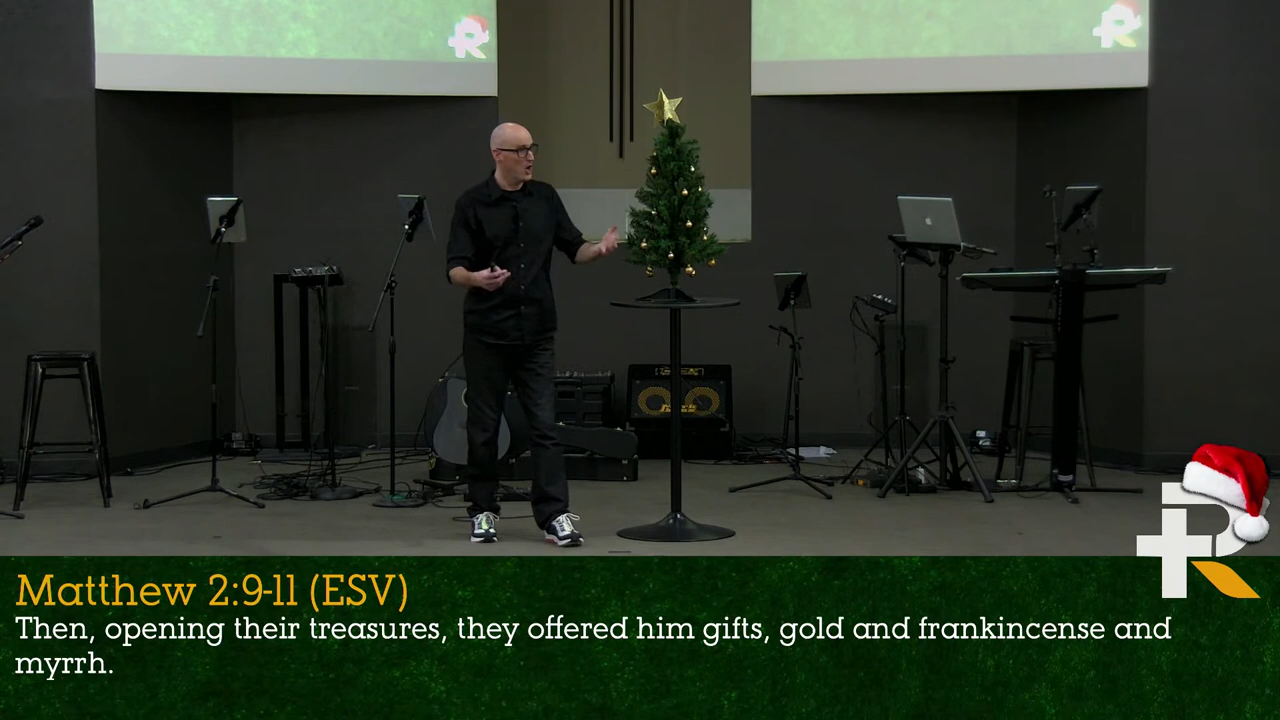 Matthew 2:9-11 (ESV)
Then, opening their treasures, they offered him gifts, gold and frankincense and
myrrh.